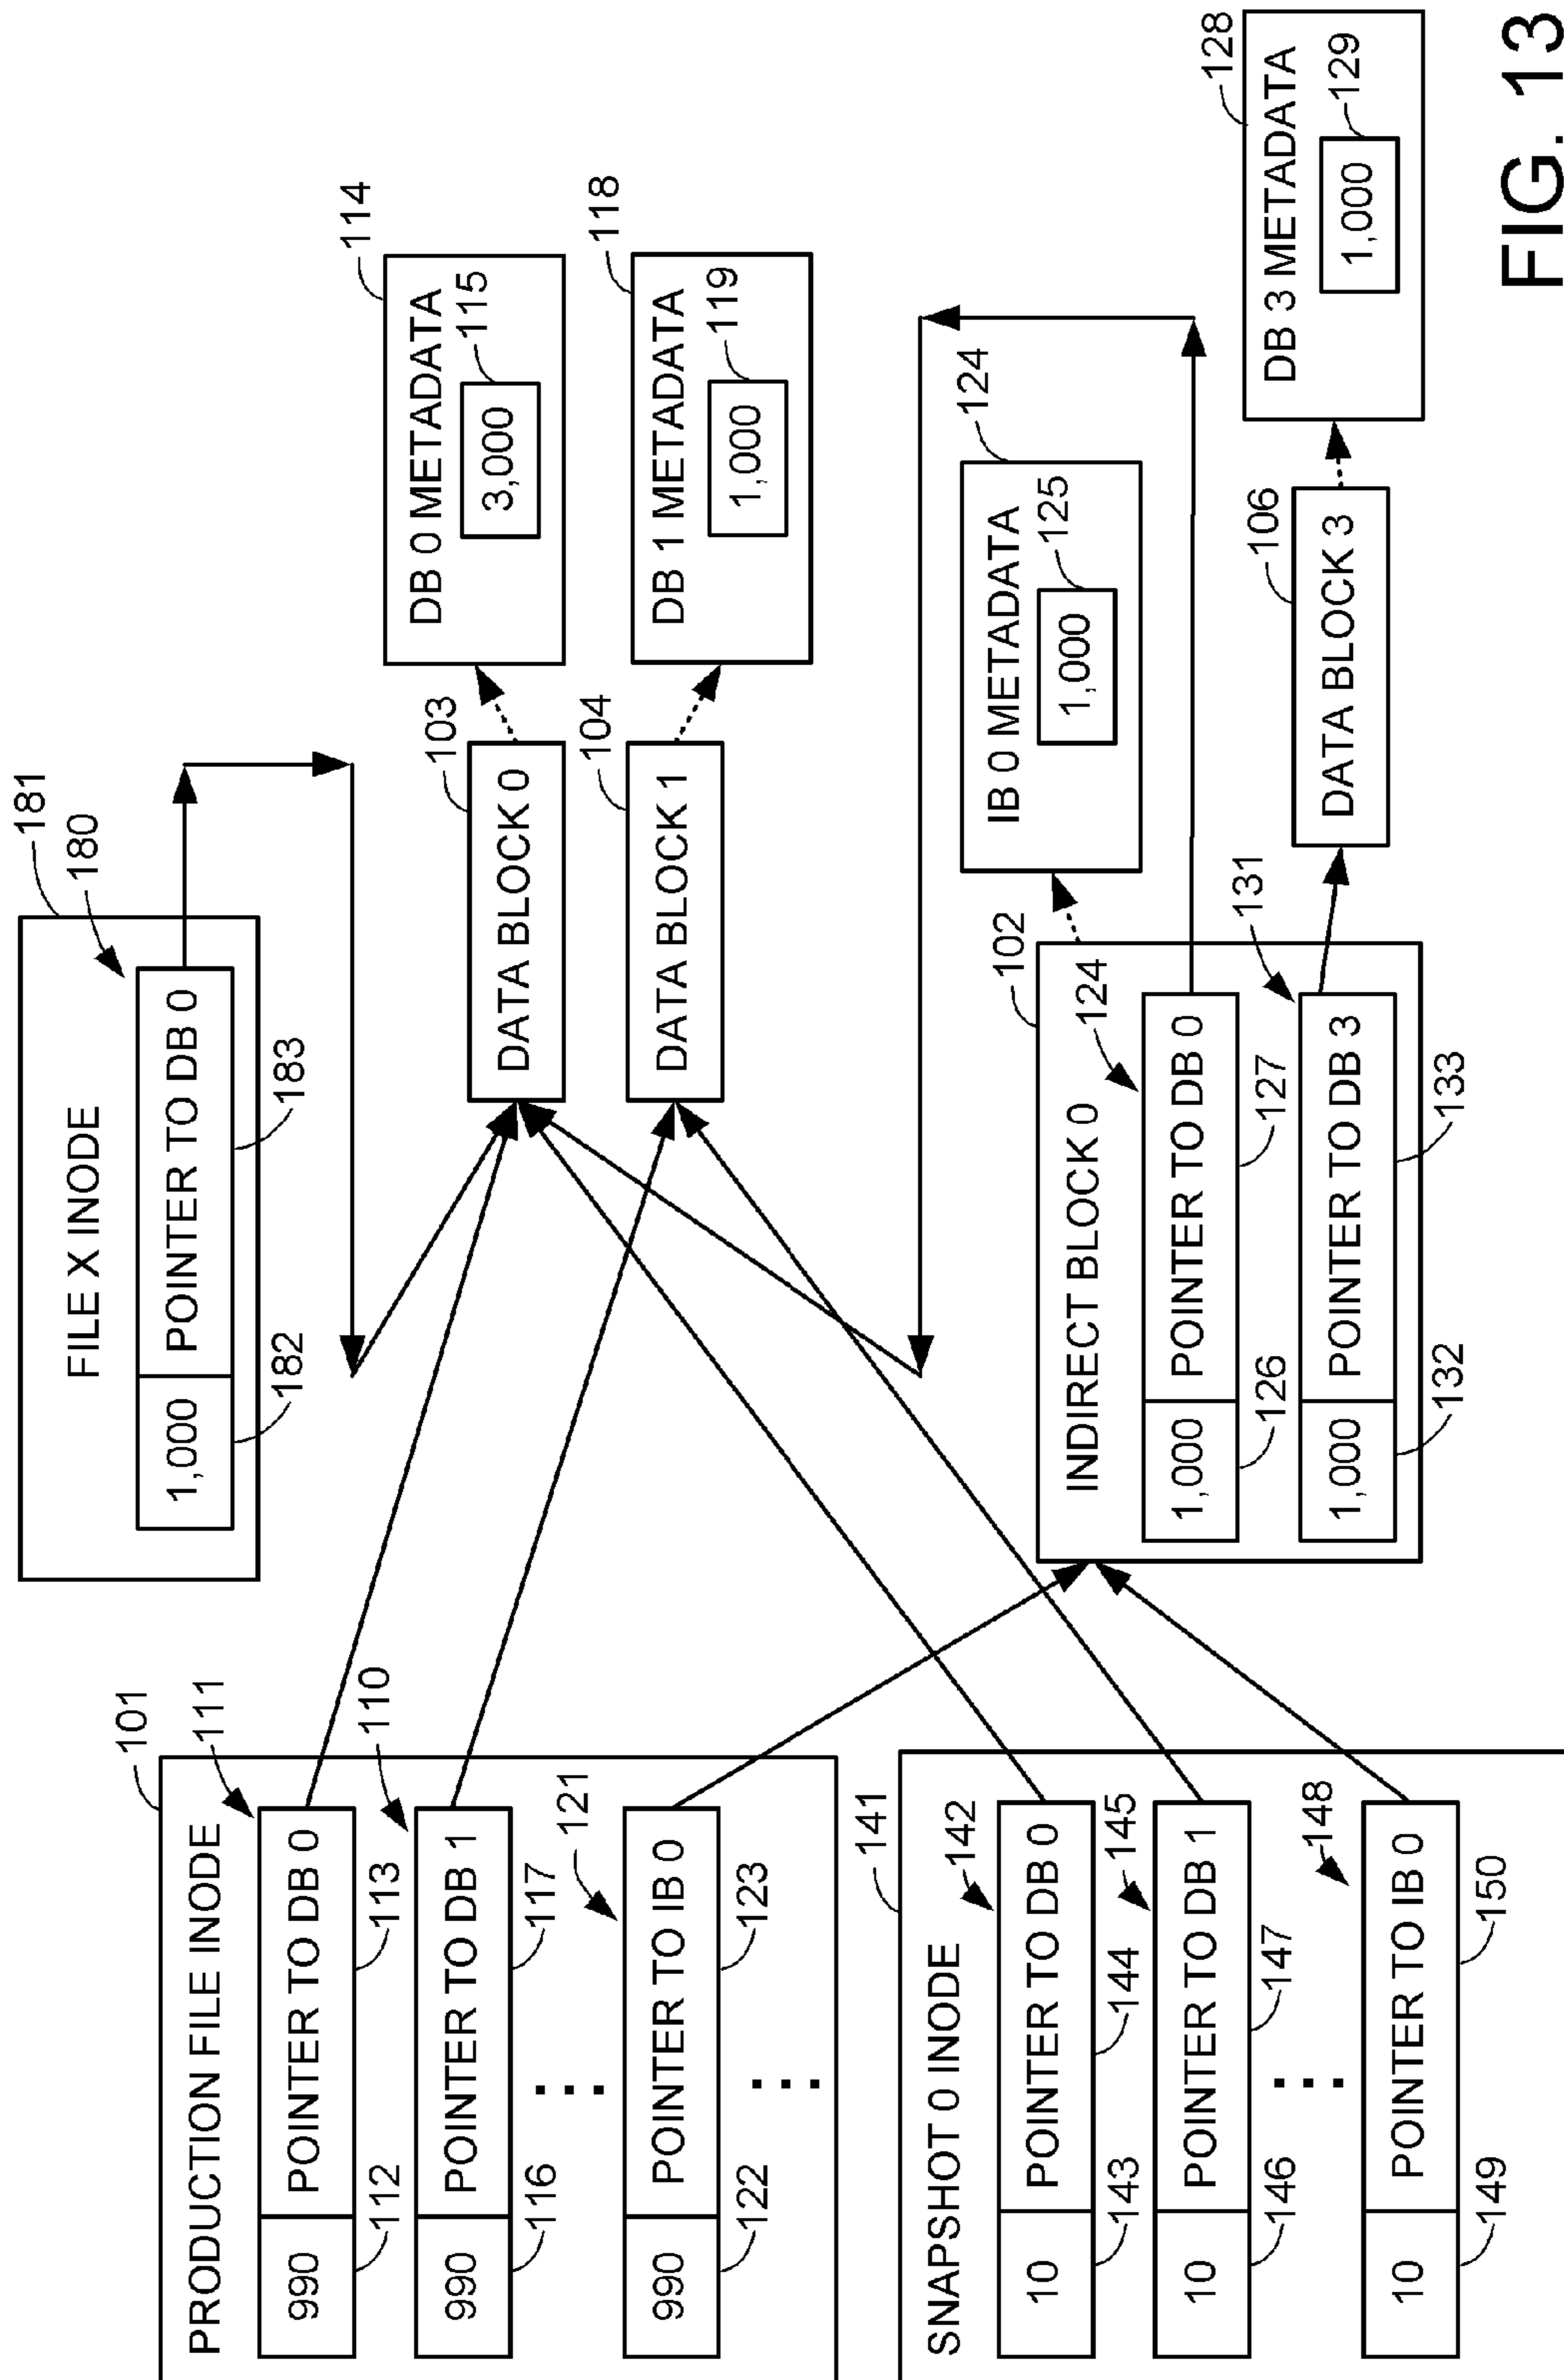 FILE X INODE
181
180
1,000 POINTER TO DB 0
182
183
PRODUCTION FILE INODE
101
111
990 POINTER TO DB 0
112
113
110
990 POINTER TO DB 1
116
117
121
990 POINTER TO IB 0
122
123
SNAPSHOT 0 INODE
141
142
10 POINTER TO DB 0
143
144
145
10 POINTER TO DB 1
146
147
148
10 POINTER TO IB 0
149
150
DATA BLOCK 0
103
DB 0 METADATA
114
3,000
115
DATA BLOCK 1
104
DB 1 METADATA
118
1,000
119
INDIRECT BLOCK 0
102
124
1,000 POINTER TO DB 0
126
127
131
1,000 POINTER TO DB 3
132
133
IB 0 METADATA
124
1,000
125
DATA BLOCK 3
106
DB 3 METADATA
128
1,000
129
FIG. 13